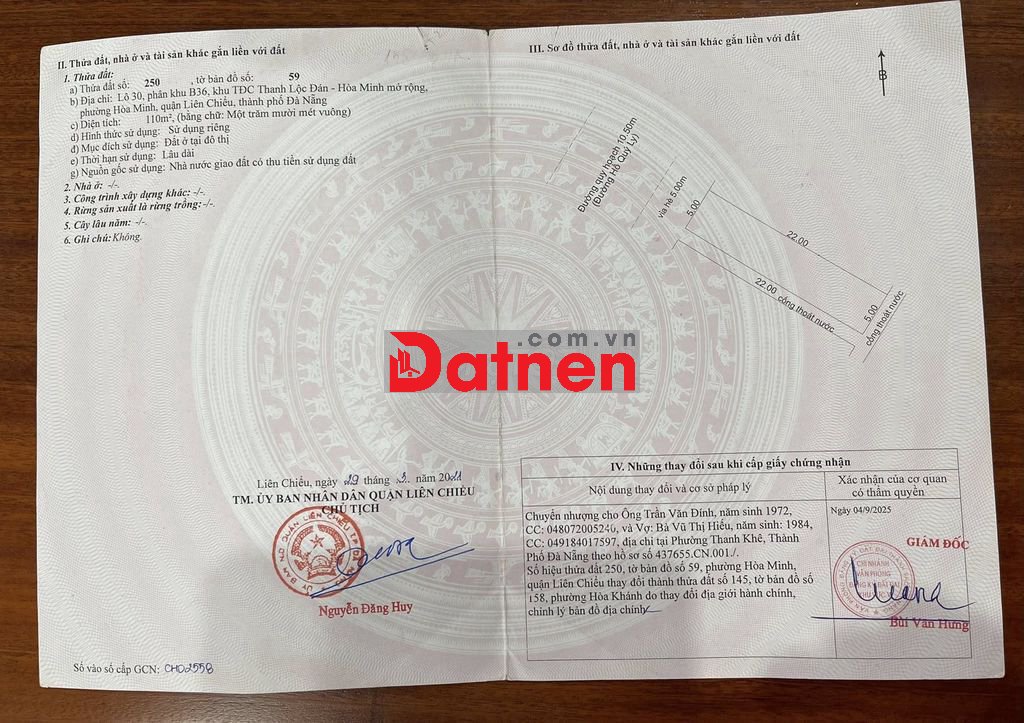 II. Thửa đất, nhà ở và tài sản khác gắn liền với đất
1. Thửa đất:
a) Thửa đất số: 250 , tờ bản đồ số: 59
b) Địa chỉ: Lô 30, phân khu B36, khu TĐC Thanh Lộc Đán - Hòa Minh mở rộng,
phường Hòa Minh, quận Liên Chiểu, thành phố Đà Nẵng
c) Diện tích: 110m², (bằng chữ: Một trăm mười mét vuông)
d) Hình thức sử dụng: Sử dụng riêng
đ) Mục đích sử dụng: Đất ở tại đô thị
e) Thời hạn sử dụng: Lâu dài
g) Nguồn gốc sử dụng: Nhà nước giao đất có thu tiền sử dụng đất
2. Nhà ở: -/-.
3. Công trình xây dựng khác: -/-.
4. Rừng sản xuất là rừng trồng: -/-.
5. Cây lâu năm: -/-.
6. Ghi chú: Không.
Liên Chiểu, ngày 29 tháng 3 năm 2021
TM. ỦY BAN NHÂN DÂN QUẬN LIÊN CHIỂU
CHỦ TỊCH
Nguyễn Đăng Huy
Số vào sổ cấp GCN: CH02558
III. Sơ đồ thửa đất, nhà ở và tài sản khác gắn liền với đất
B
Đường quy hoạch 10.50m
(Đường Hồ Quý Ly)
vỉa hè 5.00m
5.00
22.00
22.00
cống thoát nước
5.00
cống thoát nước
.com.vn
Datnen
IV. Những thay đổi sau khi cấp giấy chứng nhận
Nội dung thay đổi và cơ sở pháp lý
Xác nhận của cơ quan
có thẩm quyền
Chuyển nhượng cho Ông Trần Văn Đính, năm sinh 1972,
CC: 048072005240, và Vợ: Bà Vũ Thị Hiếu, năm sinh: 1984,
CC: 049184017597, địa chỉ tại Phường Thanh Khê, Thành
Phố Đà Nẵng theo hồ sơ số 437655.CN.001./.
Số hiệu thửa đất 250, tờ bản đồ số 59, phường Hòa Minh,
quận Liên Chiểu thay đổi thành thửa đất số 145, tờ bản đồ số
158, phường Hòa Khánh do thay đổi địa giới hành chính,
chỉnh lý bản đồ địa chính
Ngày 04/9/2025
GIÁM ĐỐC
CHI NHÁNH
VĂN PHÒNG
Bùi Văn Hưng